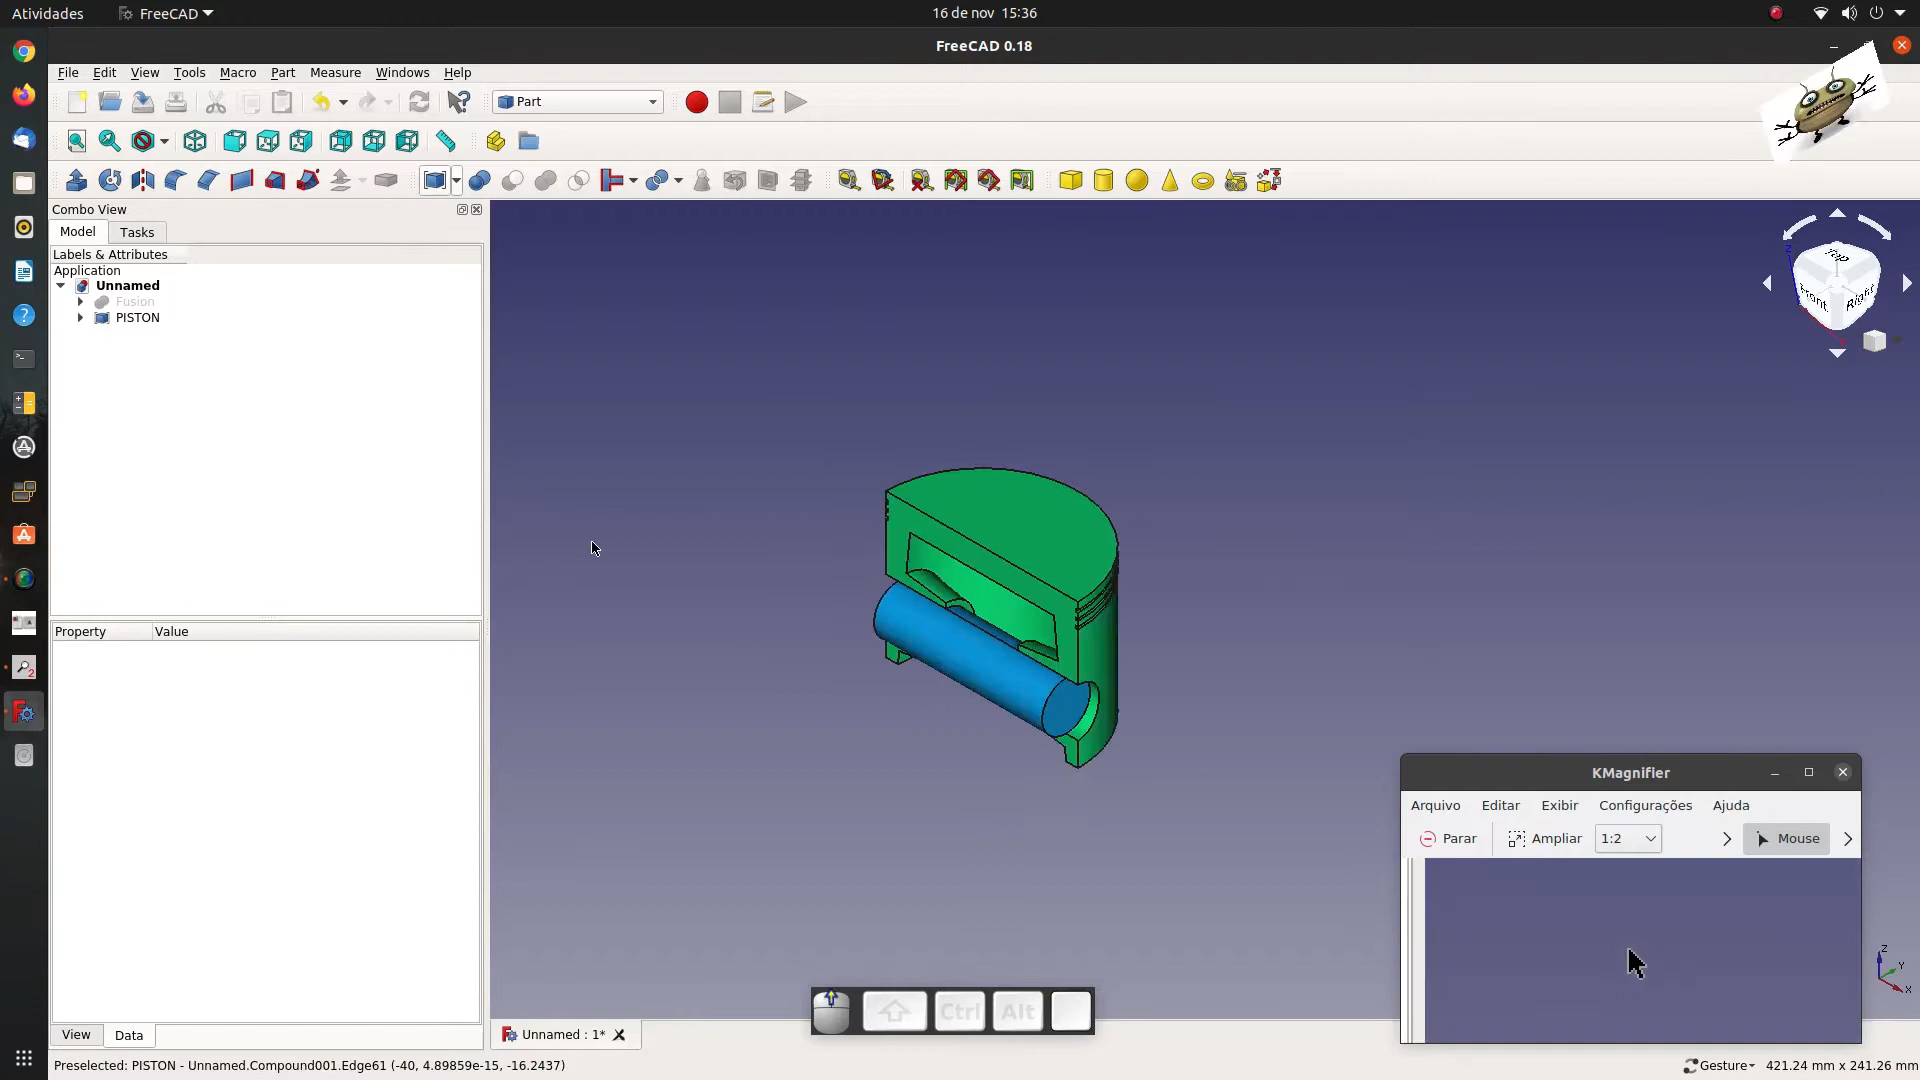 Atividades
FreeCAD
16 de nov 15:36
FreeCAD 0.18
File Edit View Tools Macro Part Measure Windows Help
Part
Combo View
Model Tasks
Labels & Attributes
Application
Unnamed
Fusion
PISTON
Top
Front
Right
Property Value
View Data
Unnamed : 1*
Ctrl Alt
KMagnifier
Arquivo Editar Exibir Configurações Ajuda
Parar Ampliar 1:2 Mouse
Z
Y
X
Preselected: PISTON - Unnamed.Compound001.Edge61 (-40, 4.89859e-15, -16.2437)
Gesture
421.24 mm x 241.26 mm